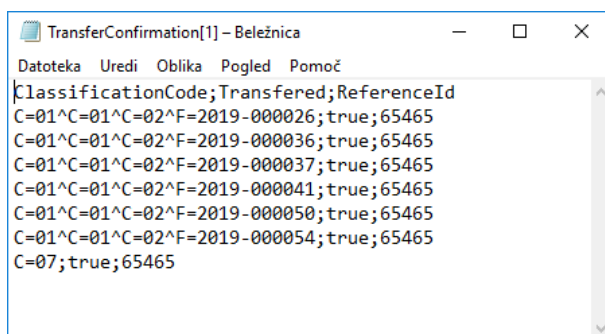 TransferConfirmation[1] – Beležnica
Datoteka Uredi Oblika Pogled Pomoč
ClassificationCode;Transfered;ReferenceId
C=01^C=01^C=02^F=2019-000026;true;65465
C=01^C=01^C=02^F=2019-000036;true;65465
C=01^C=01^C=02^F=2019-000037;true;65465
C=01^C=01^C=02^F=2019-000041;true;65465
C=01^C=01^C=02^F=2019-000050;true;65465
C=01^C=01^C=02^F=2019-000054;true;65465
C=07;true;65465